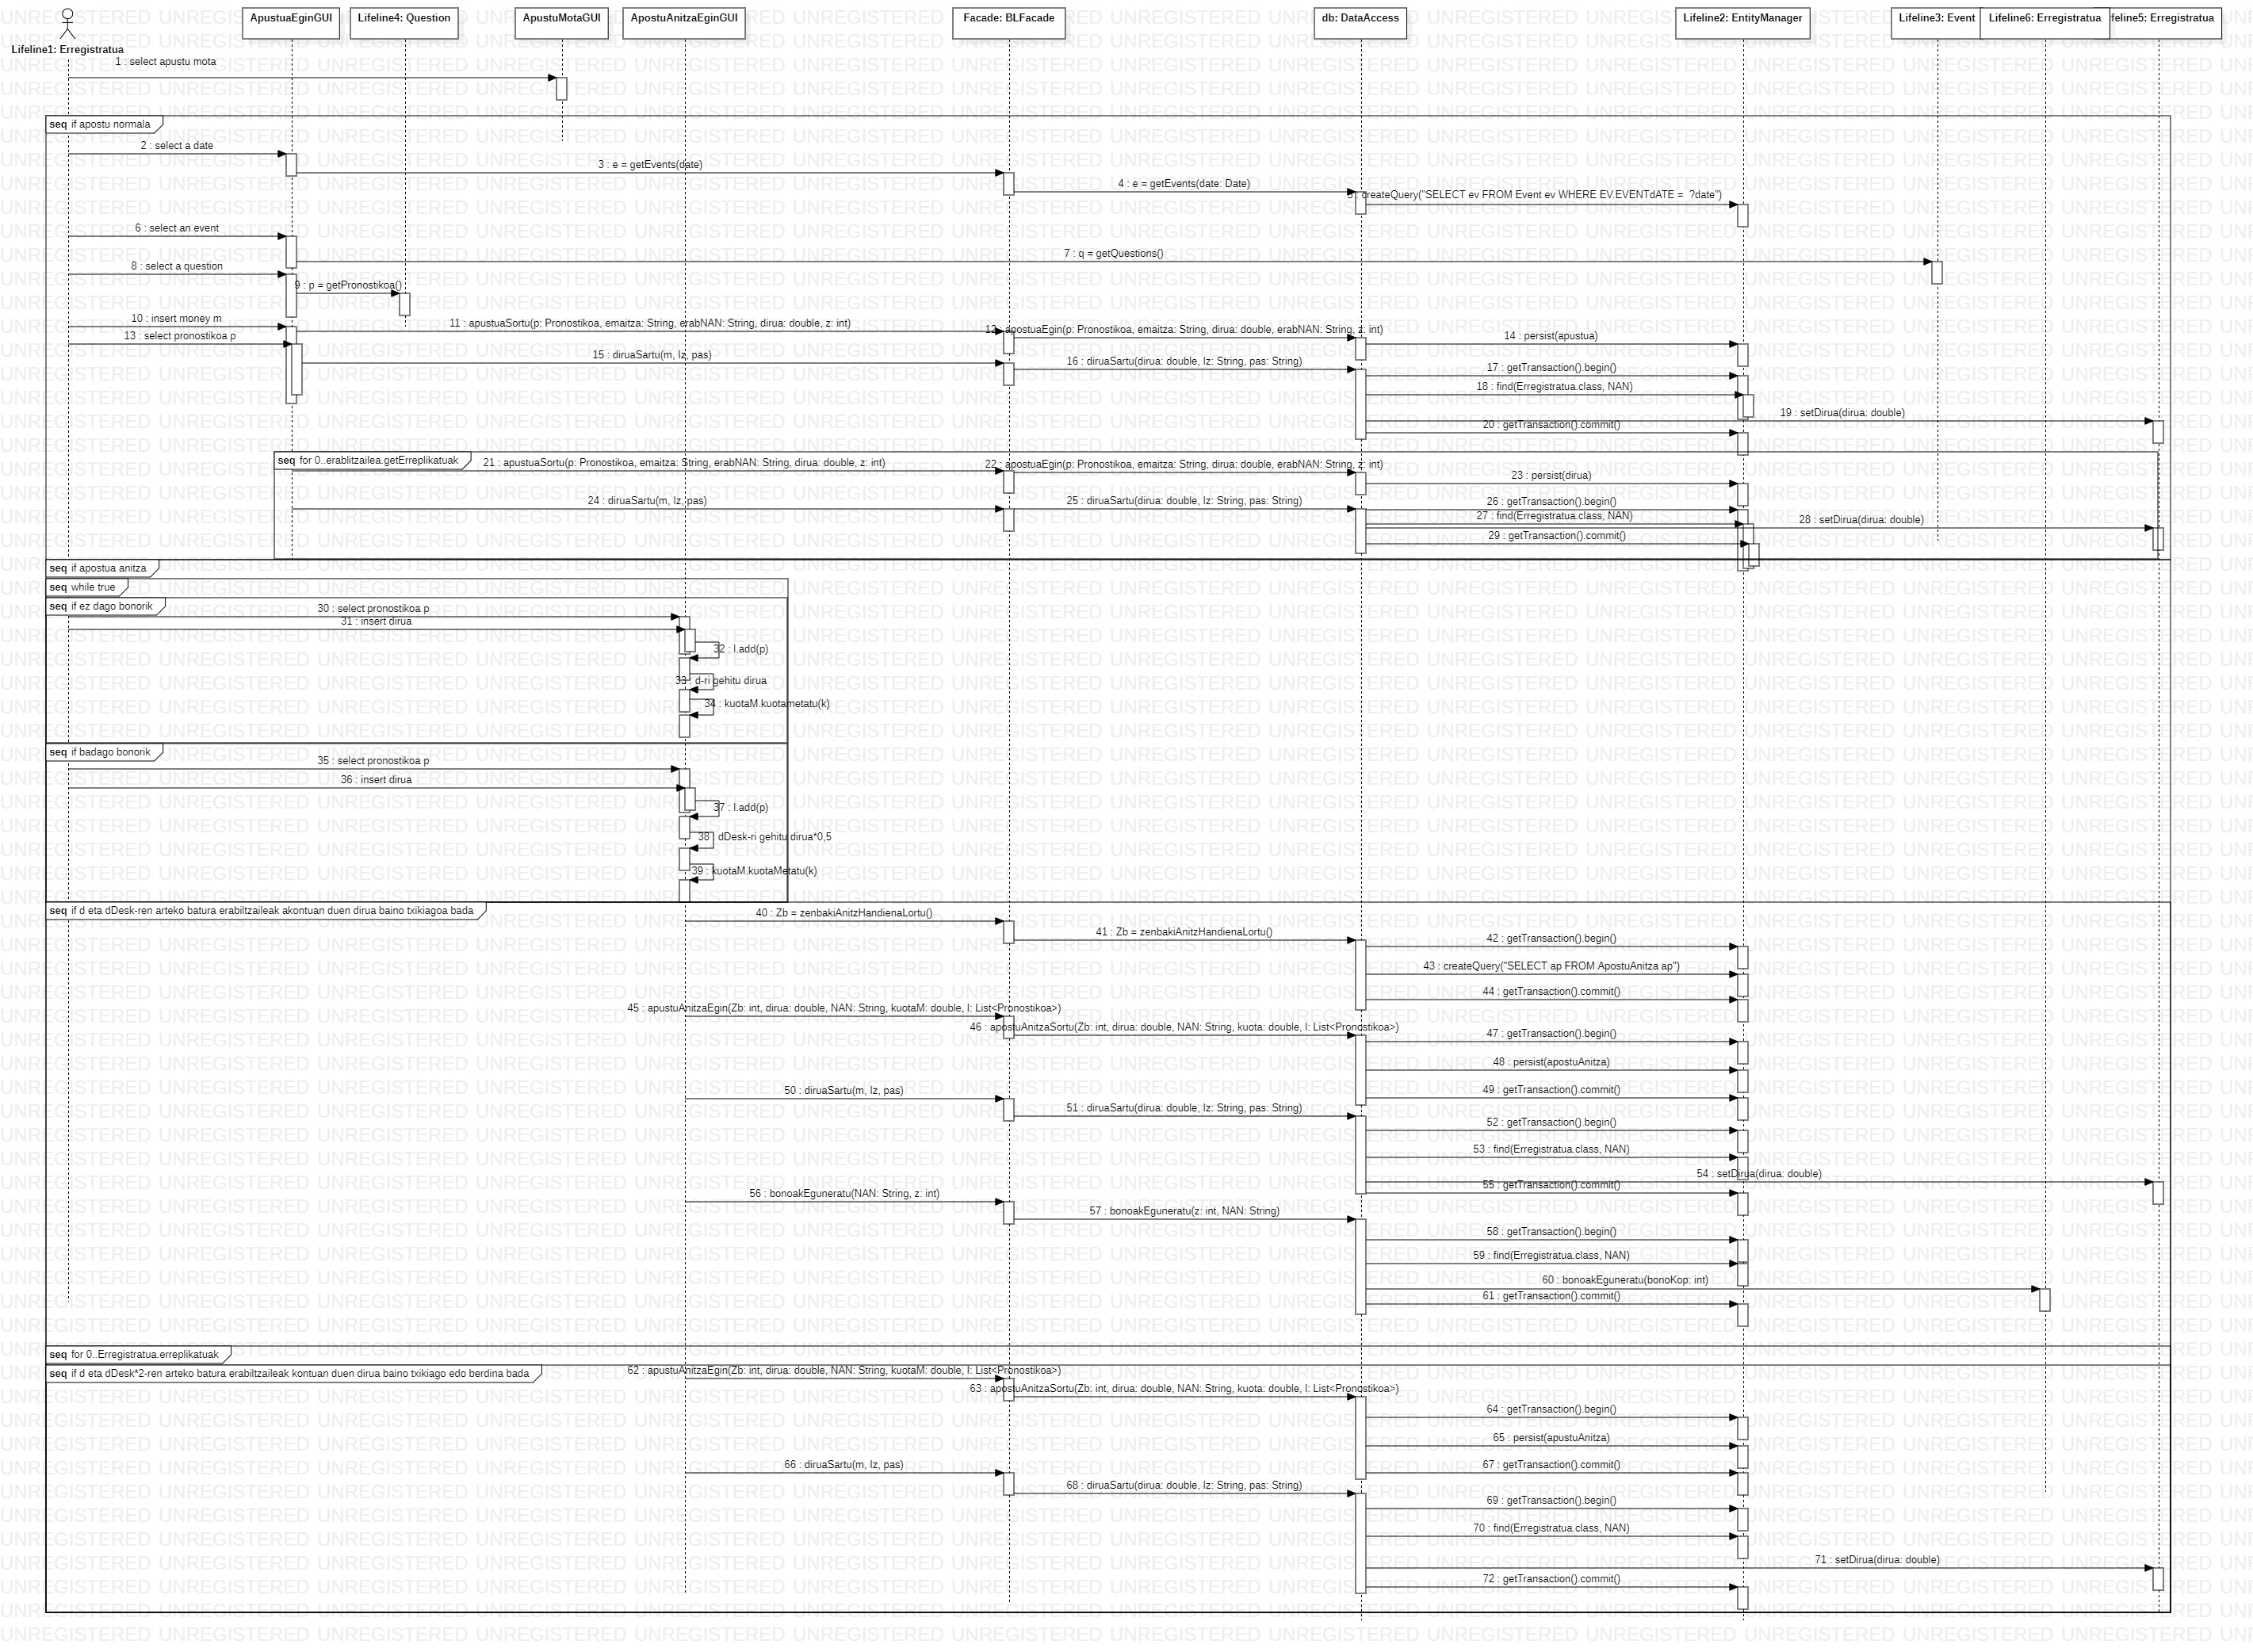 ApustuaEginGUI
Lifeline4: Question
ApustuMotaGUI
ApostuAnitzaEginGUI
Facade: BLFacade
db: DataAccess
Lifeline2: EntityManager
Lifeline3: Event
Lifeline6: Erregistratua
feline5: Erregistratua
Lifeline1: Erregistratua
1 : select apustu mota
seq if apostu normala
2 : select a date
3 : e = getEvents(date)
4 : e = getEvents(date: Date)
createQuery("SELECT ev FROM Event ev WHERE EV.EVENTdATE = ?date")
6 : select an event
7 : q = getQuestions()
8 : select a question
9 : p = getPronostikoa()
10 : insert money m
11 : apustuaSortu(p: Pronostikoa, emaitza: String, erabNAN: String, dirua: double, z: int)
12 : apostuaEgin(p: Pronostikoa, emaitza: String, dirua: double, erabNAN: String, z: int)
13 : select pronostikoa p
14 : persist(apustua)
15 : diruaSartu(m, Iz, pas)
16 : diruaSartu(dirua: double, Iz: String, pas: String)
17 : getTransaction().begin()
18 : find(Erregistratua.class, NAN)
19 : setDirua(dirua: double)
20 : getTransaction().commit()
seq for 0..erablitzailea.getErreplikatuak
21 : apustuaSortu(p: Pronostikoa, emaitza: String, erabNAN: String, dirua: double, z: int)
22 : apostuaEgin(p: Pronostikoa, emaitza: String, dirua: double, erabNAN: String, z: int)
23 : persist(dirua)
24 : diruaSartu(m, Iz, pas)
25 : diruaSartu(dirua: double, Iz: String, pas: String)
26 : getTransaction().begin()
27 : find(Erregistratua.class, NAN)
28 : setDirua(dirua: double)
29 : getTransaction().commit()
seq if apostua anitza
seq while true
seq if ez dago bonorik
30 : select pronostikoa p
31 : insert dirua
32 : l.add(p)
33 : d-ri gehitu dirua
34 : kuotaM.kuotametatu(k)
seq if badago bonorik
35 : select pronostikoa p
36 : insert dirua
37 : l.add(p)
38 : dDesk-ri gehitu dirua*0,5
39 : kuotaM.kuotaMetatu(k)
seq if d eta dDesk-ren arteko batura erabiltzaileak akontuan duen dirua baino txikiagoa bada
40 : Zb = zenbakiAnitzHandienaLortu()
41 : Zb = zenbakiAnitzHandienaLortu()
42 : getTransaction().begin()
43 : createQuery("SELECT ap FROM ApostuAnitza ap")
44 : getTransaction().commit()
45 : apustuAnitzaEgin(Zb: int, dirua: double, NAN: String, kuotaM: double, l: List<Pronostikoa>)
46 : apostuAnitzaSortu(Zb: int, dirua: double, NAN: String, kuota: double, l: List<Pronostikoa>)
47 : getTransaction().begin()
48 : persist(apostuAnitza)
49 : getTransaction().commit()
50 : diruaSartu(m, Iz, pas)
51 : diruaSartu(dirua: double, Iz: String, pas: String)
52 : getTransaction().begin()
53 : find(Erregistratua.class, NAN)
54 : setDirua(dirua: double)
55 : getTransaction().commit()
56 : bonoakEguneratu(NAN: String, z: int)
57 : bonoakEguneratu(z: int, NAN: String)
58 : getTransaction().begin()
59 : find(Erregistratua.class, NAN)
60 : bonoakEguneratu(bonoKop: int)
61 : getTransaction().commit()
seq for 0..Erregistratua.erreplikatuak
seq if d eta dDesk*2-ren arteko batura erabiltzaileak kontuan duen dirua baino txikiago edo berdina bada
62 : apustuAnitzaEgin(Zb: int, dirua: double, NAN: String, kuotaM: double, l: List<Pronostikoa>)
63 : apostuAnitzaSortu(Zb: int, dirua: double, NAN: String, kuota: double, l: List<Pronostikoa>)
64 : getTransaction().begin()
65 : persist(apustuAnitza)
66 : diruaSartu(m, Iz, pas)
67 : getTransaction().commit()
68 : diruaSartu(dirua: double, Iz: String, pas: String)
69 : getTransaction().begin()
70 : find(Erregistratua.class, NAN)
71 : setDirua(dirua: double)
72 : getTransaction().commit()